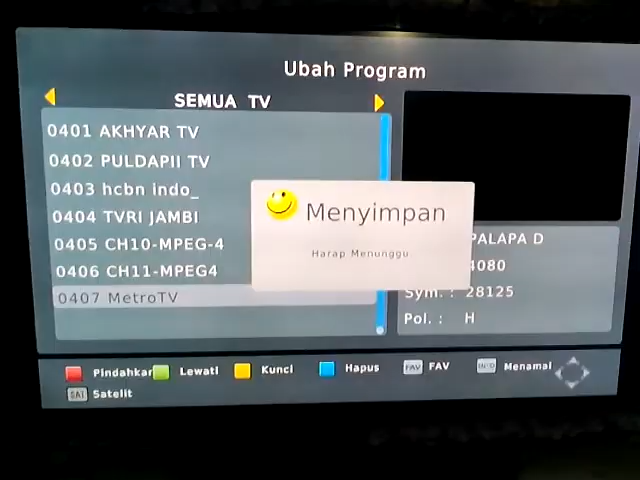 Ubah Program
SEMUA TV
0401 AKHYAR TV
0402 PULDAPII TV
0403 hcbn indo_
0404 TVRI JAMBI
0405 CH10-MPEG-4
0406 CH11-MPEG4
0407 MetroTV
Menyimpan
Harap Menunggu
PALAPA D
4080
Sym. : 28125
Pol. : H
Pindahkan Lewati Kunci Hapus FAV FAV Menamai
SAT Satelit